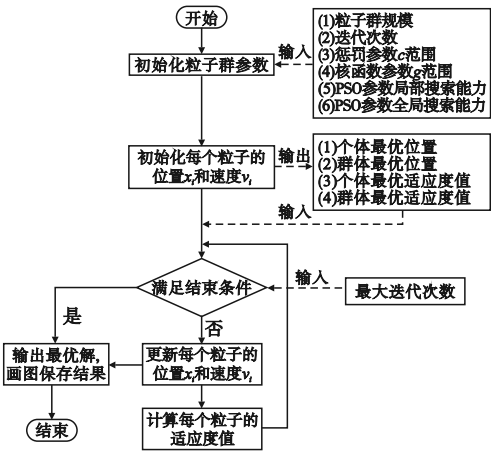 开始
初始化粒子群参数
输入
(1)粒子群规模
(2)迭代次数
(3)惩罚参数c范围
(4)核函数参数g范围
(5)PSO参数局部搜索能力
(6)PSO参数全局搜索能力
初始化每个粒子的
位置xi和速度vi
输出
(1)个体最优位置
(2)群体最优位置
(3)个体最优适应度值
(4)群体最优适应度值
输入
满足结束条件
输入
最大迭代次数
是
否
输出最优解,
画图保存结果
更新每个粒子的
位置xi和速度vi
结束
计算每个粒子的
适应度值